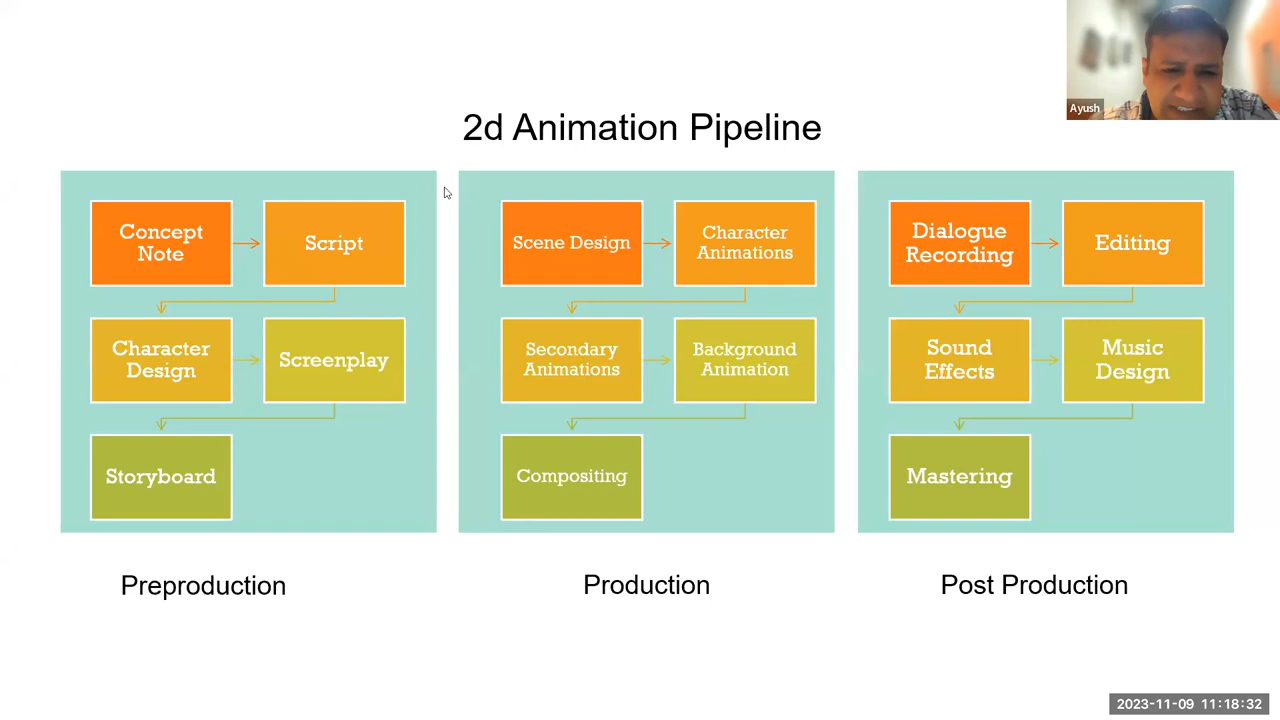 Ayush
2d Animation Pipeline
Concept
Note
Script
Character
Design
Screenplay
Storyboard
Scene Design
Character
Animations
Secondary
Animations
Background
Animation
Compositing
Dialogue
Recording
Editing
Sound
Effects
Music
Design
Mastering
Preproduction
Production
Post Production
2023-11-09 11:18:32